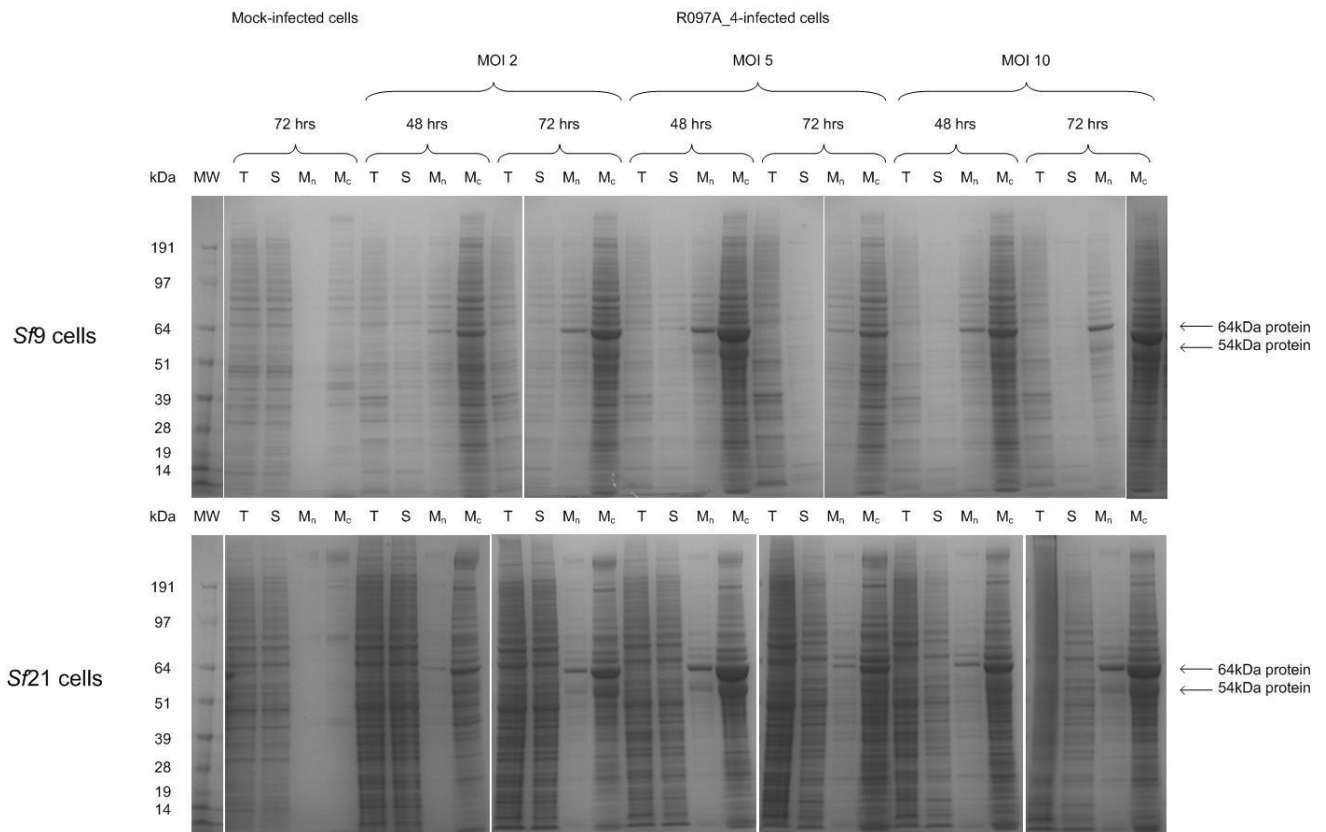 Mock-infected cells R097A_4-infected cells
MOI 2 MOI 5 MOI 10
72 hrs 48 hrs 72 hrs 48 hrs 72 hrs 48 hrs 72 hrs
kDa MW T S Mn Mc T S Mn Mc T S Mn Mc T S Mn Mc T S Mn Mc T S Mn Mc T S Mn Mc
191
97
64
51
39
28
19
14
Sf9 cells
64kDa protein
54kDa protein
kDa MW T S Mn Mc T S Mn Mc T S Mn Mc T S Mn Mc T S Mn Mc T S Mn Mc T S Mn Mc
191
97
64
51
39
28
19
14
Sf21 cells
64kDa protein
54kDa protein